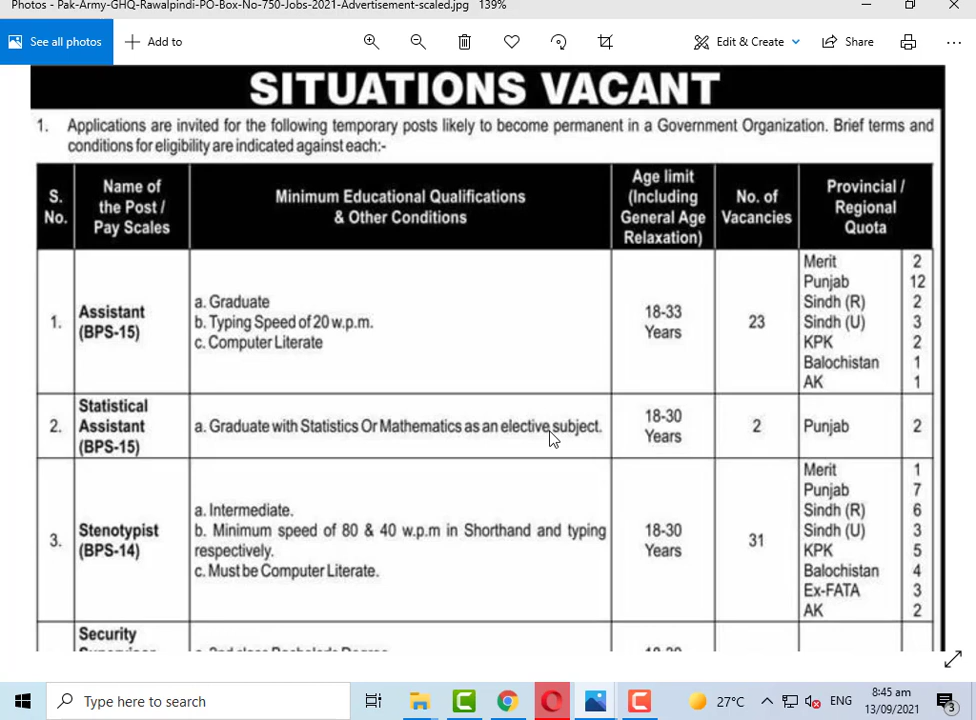 Photos - Pak-Army-GHQ-Rawalpindi-PO-Box-No-750-Jobs-2021-Advertisement-scaled.jpg 139%
See all photos
Add to
Edit & Create
Share
SITUATIONS VACANT
1. Applications are invited for the following temporary posts likely to become permanent in a Government Organization. Brief terms and
conditions for eligibility are indicated against each:-
S.
No.
Name of
the Post /
Pay Scales
Minimum Educational Qualifications
& Other Conditions
Age limit
(Including
General Age
Relaxation)
No. of
Vacancies
Provincial /
Regional
Quota
1.
Assistant
(BPS-15)
a. Graduate
b. Typing Speed of 20 w.p.m.
c. Computer Literate
18-33
Years
23
Merit 2
Punjab 12
Sindh (R) 2
Sindh (U) 3
KPK 2
Balochistan 1
AK 1
2.
Statistical
Assistant
(BPS-15)
a. Graduate with Statistics Or Mathematics as an elective subject.
18-30
Years
2
Punjab 2
3.
Stenotypist
(BPS-14)
a. Intermediate.
b. Minimum speed of 80 & 40 w.p.m in Shorthand and typing
respectively.
c. Must be Computer Literate.
18-30
Years
31
Merit 1
Punjab 7
Sindh (R) 6
Sindh (U) 3
KPK 5
Balochistan 4
Ex-FATA 3
AK 2
Security
Type here to search
27°C
ENG
8:45 am
13/09/2021
3